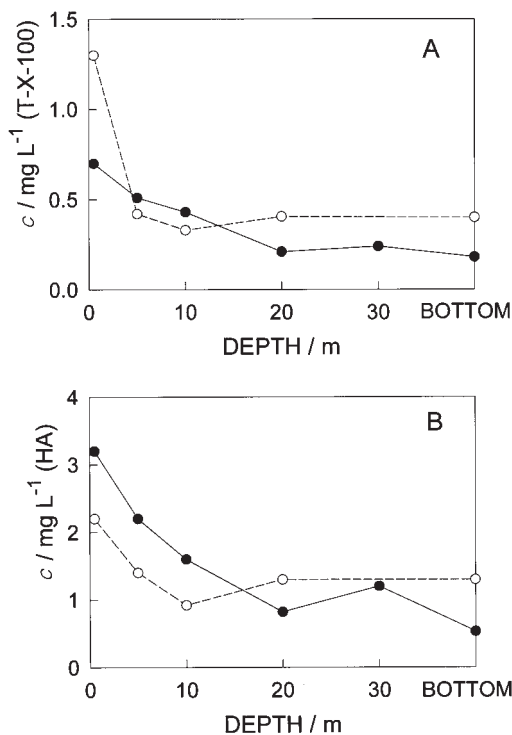 A
1.5
1.0
0.5
0.0
c / mg L⁻¹ (T-X-100)
0 10 20 30 BOTTOM
DEPTH / m
B
4
3
2
1
0
c / mg L⁻¹ (HA)
0 10 20 30 BOTTOM
DEPTH / m